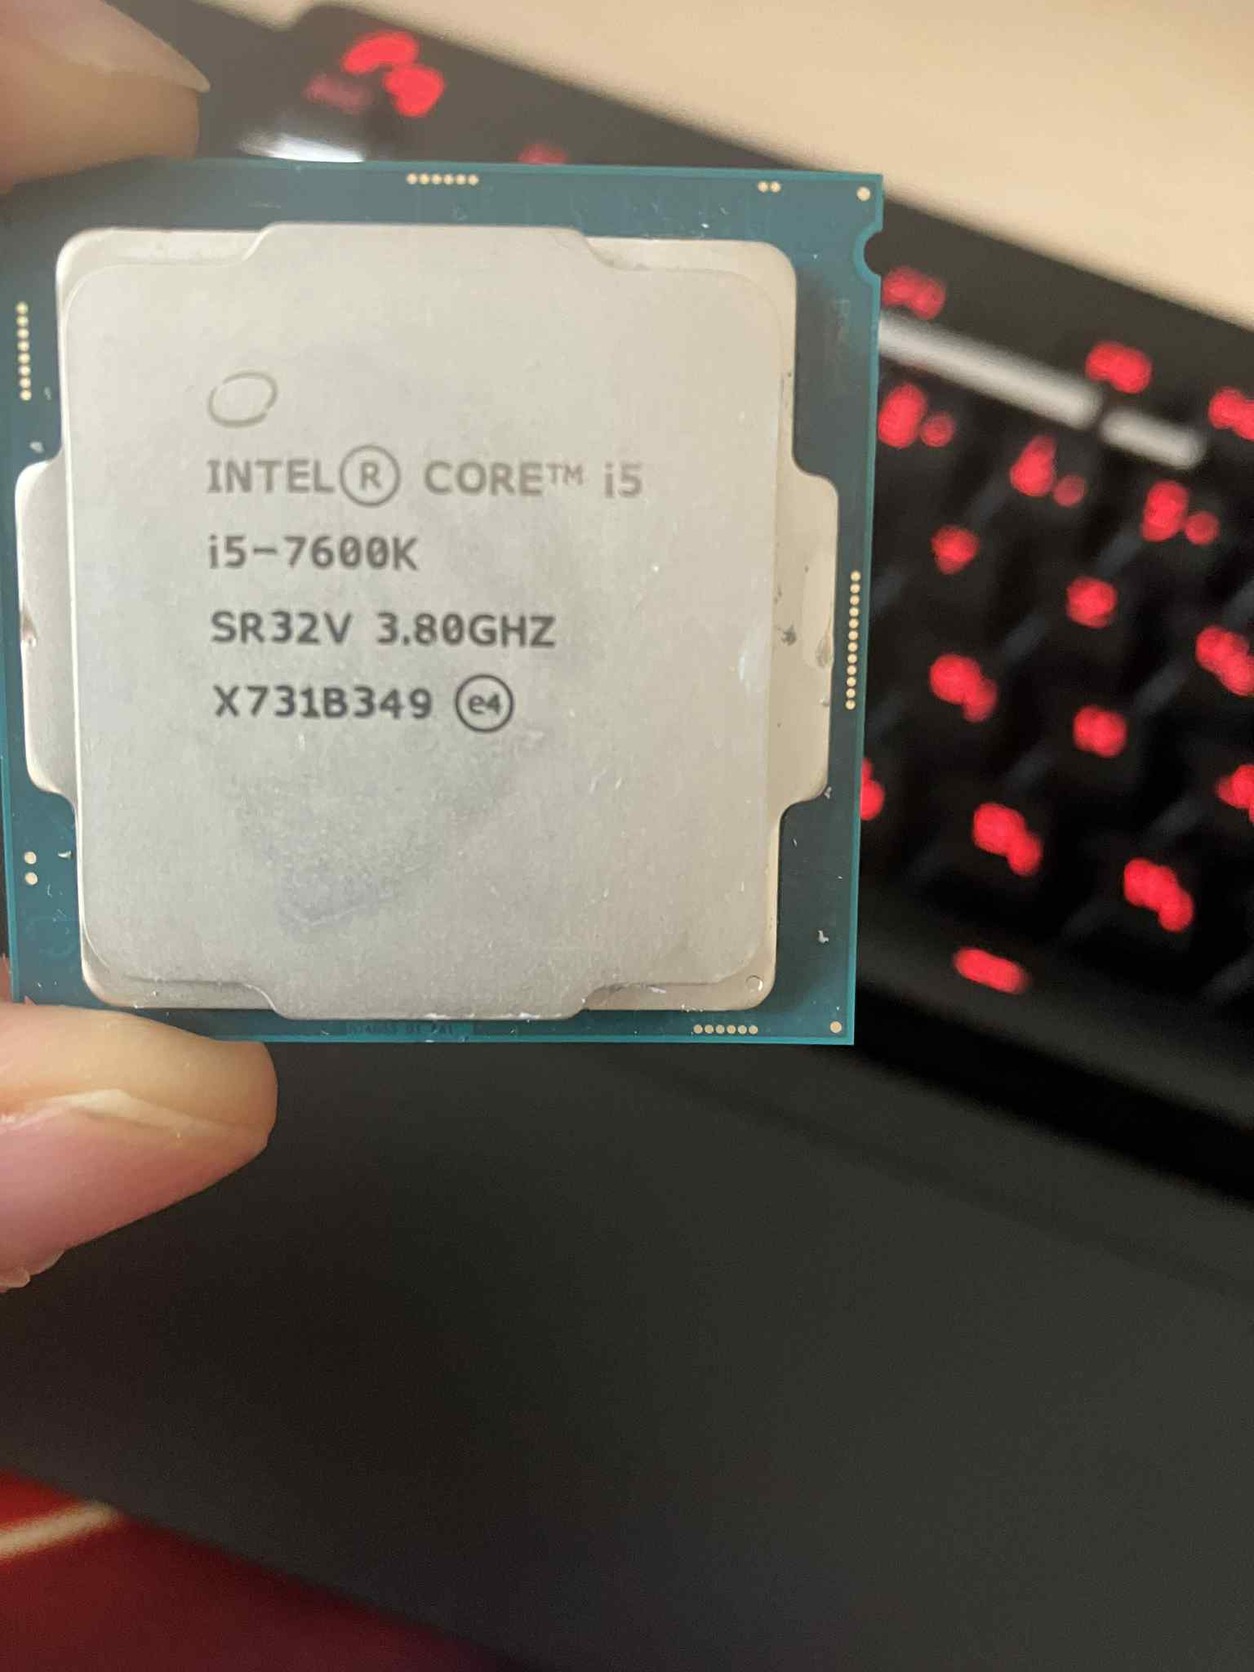 INTEL® CORE™ i5
i5-7600K
SR32V 3.80GHZ
X731B349 e4